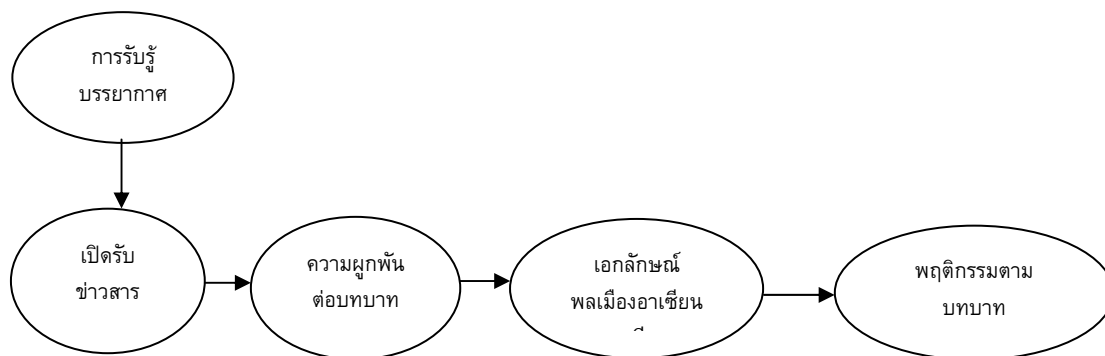 การรับรู้
บรรยากาศ
เปิดรับ
ข่าวสาร
ความผูกพัน
ต่อบทบาท
เอกลักษณ์
พลเมืองอาเซียน
พฤติกรรมตาม
บทบาท